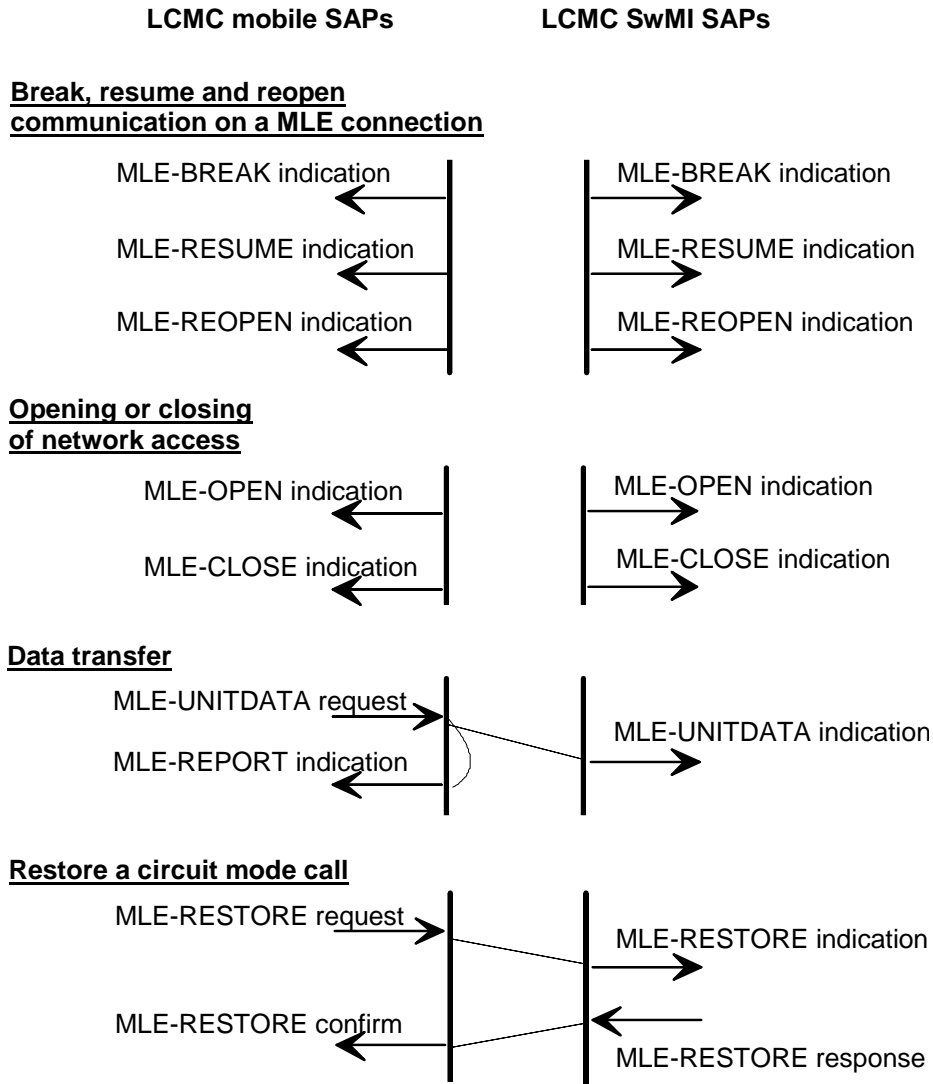 LCMC mobile SAPs
LCMC SwMI SAPs
Break, resume and reopen
communication on a MLE connection
MLE-BREAK indication
MLE-BREAK indication
MLE-RESUME indication
MLE-RESUME indication
MLE-REOPEN indication
MLE-REOPEN indication
Opening or closing
of network access
MLE-OPEN indication
MLE-OPEN indication
MLE-CLOSE indication
MLE-CLOSE indication
Data transfer
MLE-UNITDATA request
MLE-UNITDATA indication
MLE-REPORT indication
Restore a circuit mode call
MLE-RESTORE request
MLE-RESTORE indication
MLE-RESTORE confirm
MLE-RESTORE response